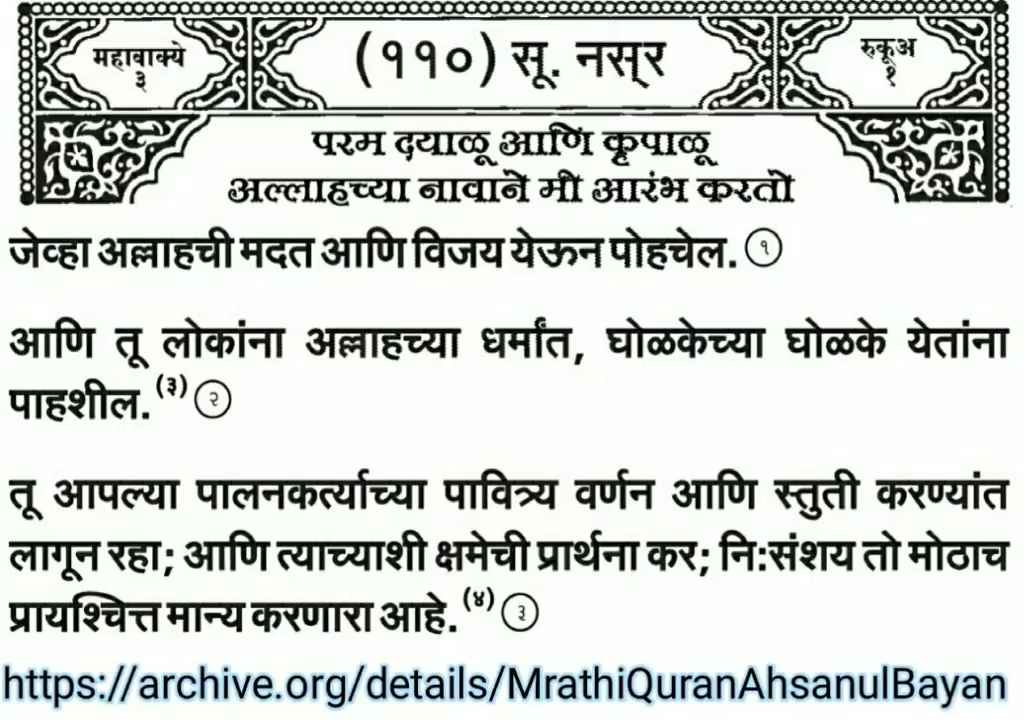 महावाक्ये
३
(११०) सू. नस्‌र
रुकूअ
१
परम दयाळू आणि कृपाळू
अल्लाहच्या नावाने मी आरंभ करतो
जेव्हा अल्लाहची मदत आणि विजय येऊन पोहचेल. (१)
आणि तू लोकांना अल्लाहच्या धर्मांत, घोळकेच्या घोळके येतांना
पाहशील. (३) (२)
तू आपल्या पालनकर्त्याच्या पावित्र्य वर्णन आणि स्तुती करण्यांत
लागून रहा; आणि त्याच्याशी क्षमेची प्रार्थना कर; नि:संशय तो मोठाच
प्रायश्चित्त मान्य करणारा आहे. (४) (३)
https://archive.org/details/MrathiQuranAhsanulBayan